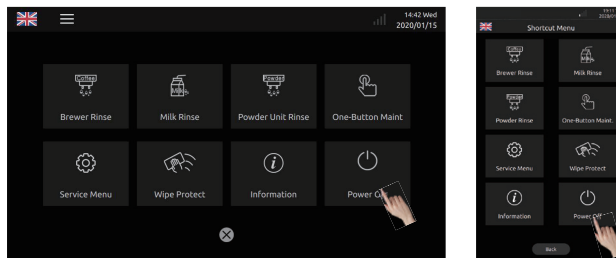 14:42 Wed
2020/01/15
Coffee
Milk
Powder
Brewer Rinse
Milk Rinse
Powder Unit Rinse
One-Button Maint
Service Menu
Wipe Protect
Information
Power O
19:11
Shortcut Menu
Coffee
Brewer Rinse
Milk Rinse
Powder
Powder Rinse
One-Button Maint.
Service Menu
Wipe Protect
Information
Power Off
Back